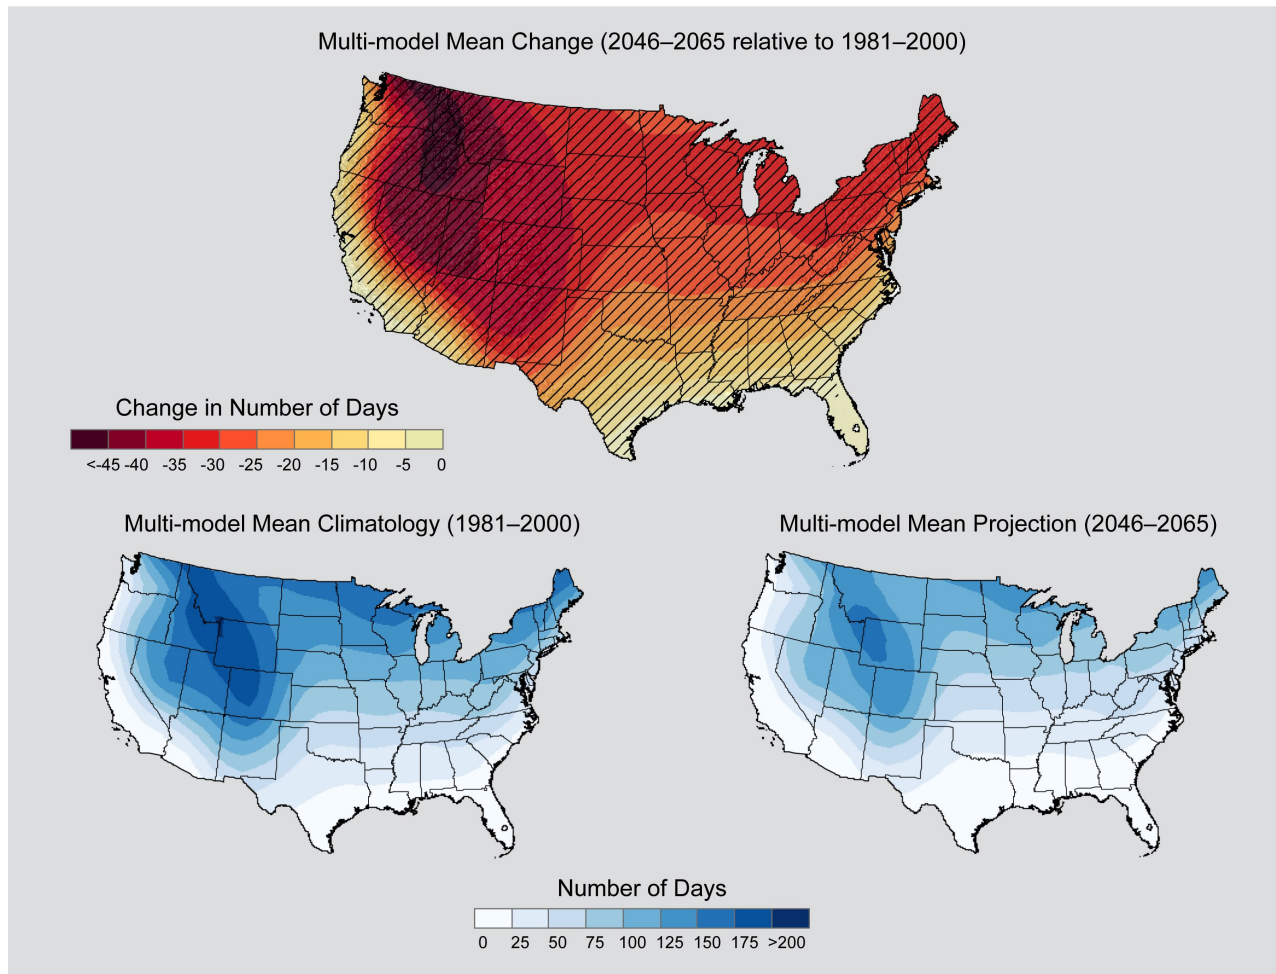 Multi-model Mean Change (2046–2065 relative to 1981–2000)
Change in Number of Days
<-45 -40 -35 -30 -25 -20 -15 -10 -5 0
Multi-model Mean Climatology (1981–2000)
Multi-model Mean Projection (2046–2065)
Number of Days
0 25 50 75 100 125 150 175 >200